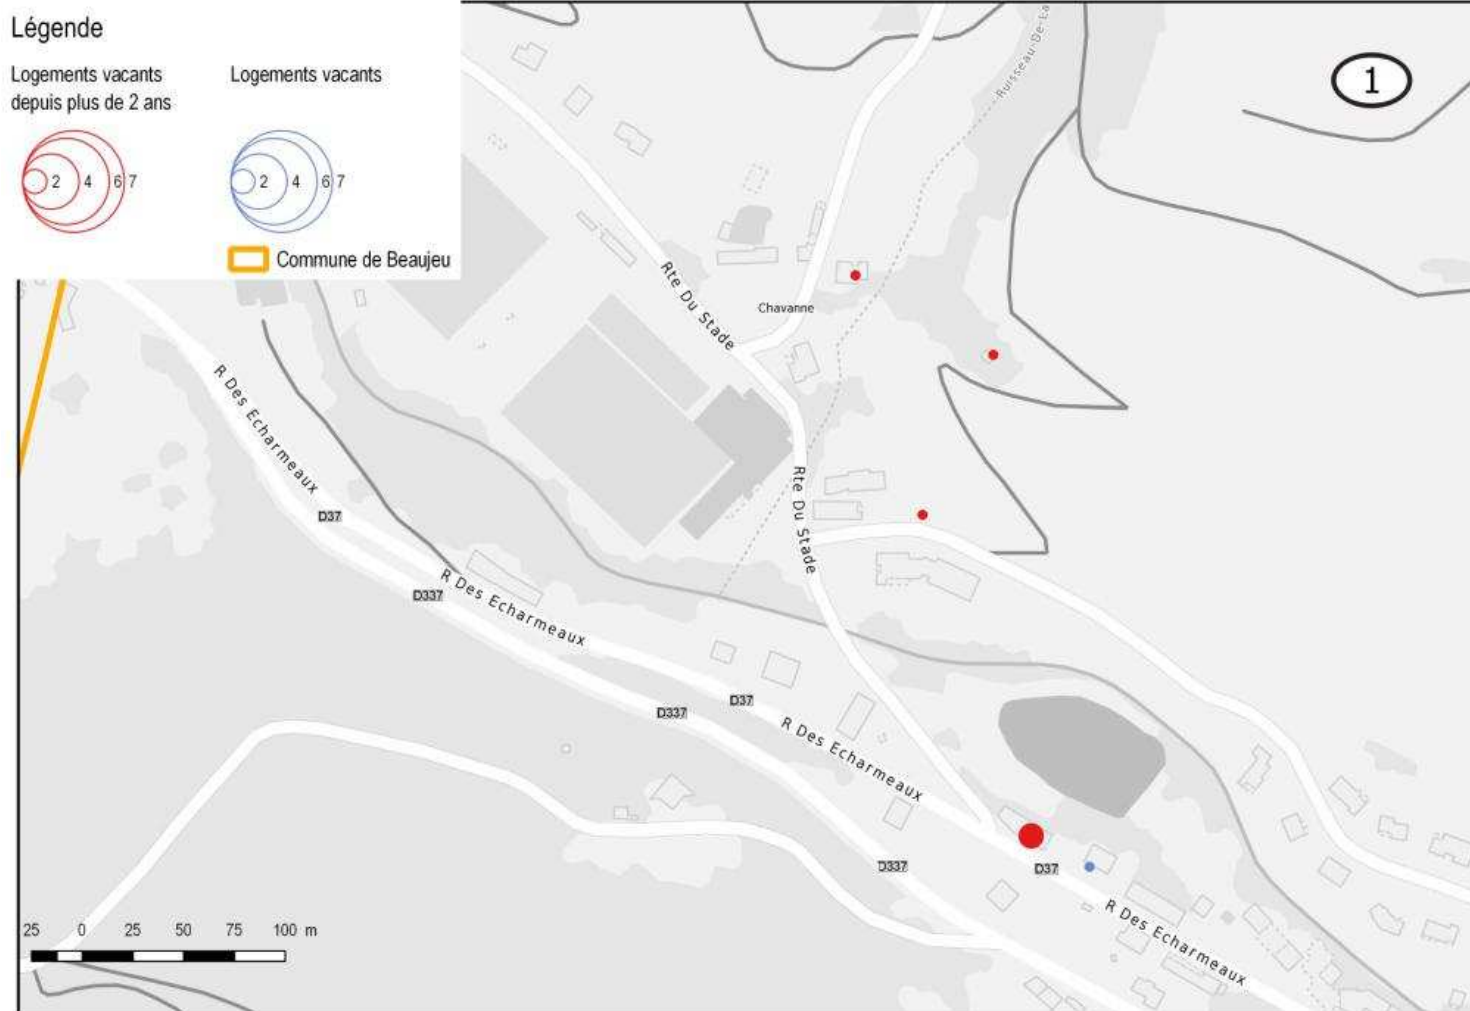 Légende
Logements vacants
depuis plus de 2 ans
Logements vacants
2 4 6 7
2 4 6 7
Commune de Beaujeu
1
Ruisseau-De-La
Rte Du Stade
Chavanne
R Des Echarmeaux
D37
Rte Du Stade
R Des Echarmeaux
D337
D37
D337
R Des Echarmeaux
D337
D37
R Des Echarmeaux
25 0 25 50 75 100 m